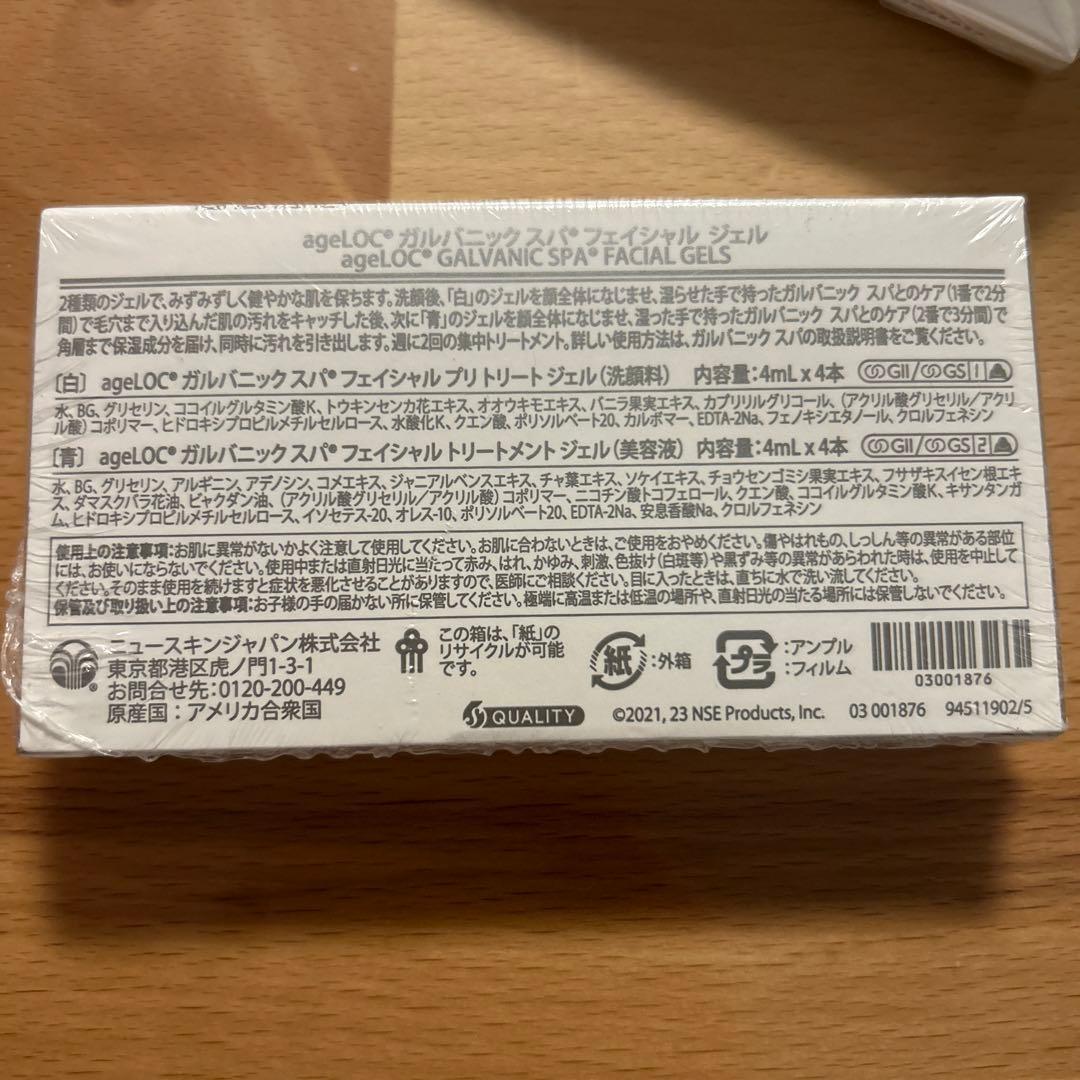 ageLOC® ガルバニック スパ® フェイシャル ジェル
ageLOC® GALVANIC SPA® FACIAL GELS
2種類のジェルで、みずみずしく健やかな肌を保ちます。洗顔後、「白」のジェルを顔全体になじませ、湿らせた手で持ったガルバニック スパとのケア(1番で2分
間)で毛穴まで入り込んだ肌の汚れをキャッチした後、次に「青」のジェルを顔全体になじませ、湿った手で持ったガルバニック スパとのケア(2番で3分間)で
角層まで保湿成分を届け、同時に汚れを引き出します。週に2回の集中トリートメント。詳しい使用方法は、ガルバニック スパの取扱説明書をご覧ください。
[白] ageLOC® ガルバニック スパ® フェイシャル プリ トリート ジェル(洗顔料) 内容量:4mL x 4本 GII/GS 1
水、BG、グリセリン、ココイルグルタミン酸K、トウキンセンカ花エキス、オオウキモエキス、バニラ果実エキス、カプリリルグリコール、(アクリル酸グリセリル/アクリ
ル酸)コポリマー、ヒドロキシプロピルメチルセルロース、水酸化K、クエン酸、ポリソルベート20、カルボマー、EDTA-2Na、フェノキシエタノール、クロルフェネシン
[青] ageLOC® ガルバニック スパ® フェイシャル トリートメント ジェル(美容液) 内容量:4mL x 4本 GII/GS 2
水、BG、グリセリン、アルギニン、アデノシン、コメエキス、ジャニアルベンスエキス、チャ葉エキス、ソケイエキス、チョウセンゴミシ果実エキス、フサザキスイセン根エキ
ス、ダマスクバラ花油、ビャクダン油、(アクリル酸グリセリル/アクリル酸)コポリマー、ニコチン酸トコフェロール、クエン酸、ココイルグルタミン酸K、キサンタンガ
ム、ヒドロキシプロピルメチルセルロース、イソセテス-20、オレス-10、ポリソルベート20、EDTA-2Na、安息香酸Na、クロルフェネシン
使用上の注意事項:お肌に異常がないかよく注意して使用してください。お肌に合わないときは、ご使用をおやめください。傷やはれもの、しっしん等の異常がある部位
には、お使いにならないでください。使用中または直射日光に当たって赤み、はれ、かゆみ、刺激、色抜け(白斑等)や黒ずみ等の異常があらわれた時は、使用を中止して
ください。そのまま使用を続けますと症状を悪化させることがありますので、医師にご相談ください。目に入ったときは、直ちに水で洗い流してください。
保管及び取り扱い上の注意事項:お子様の手の届かない所に保管してください。極端に高温または低温の場所や、直射日光の当たる場所には保管しないでください。
ニュースキンジャパン株式会社
東京都港区虎ノ門1-3-1
お問合せ先:0120-200-449
原産国:アメリカ合衆国
この箱は、「紙」の
リサイクルが可能
です。
紙 :外箱
プラ :アンプル
:フィルム
03001876
QUALITY ©2021, 23 NSE Products, Inc. 03 001876 94511902/5